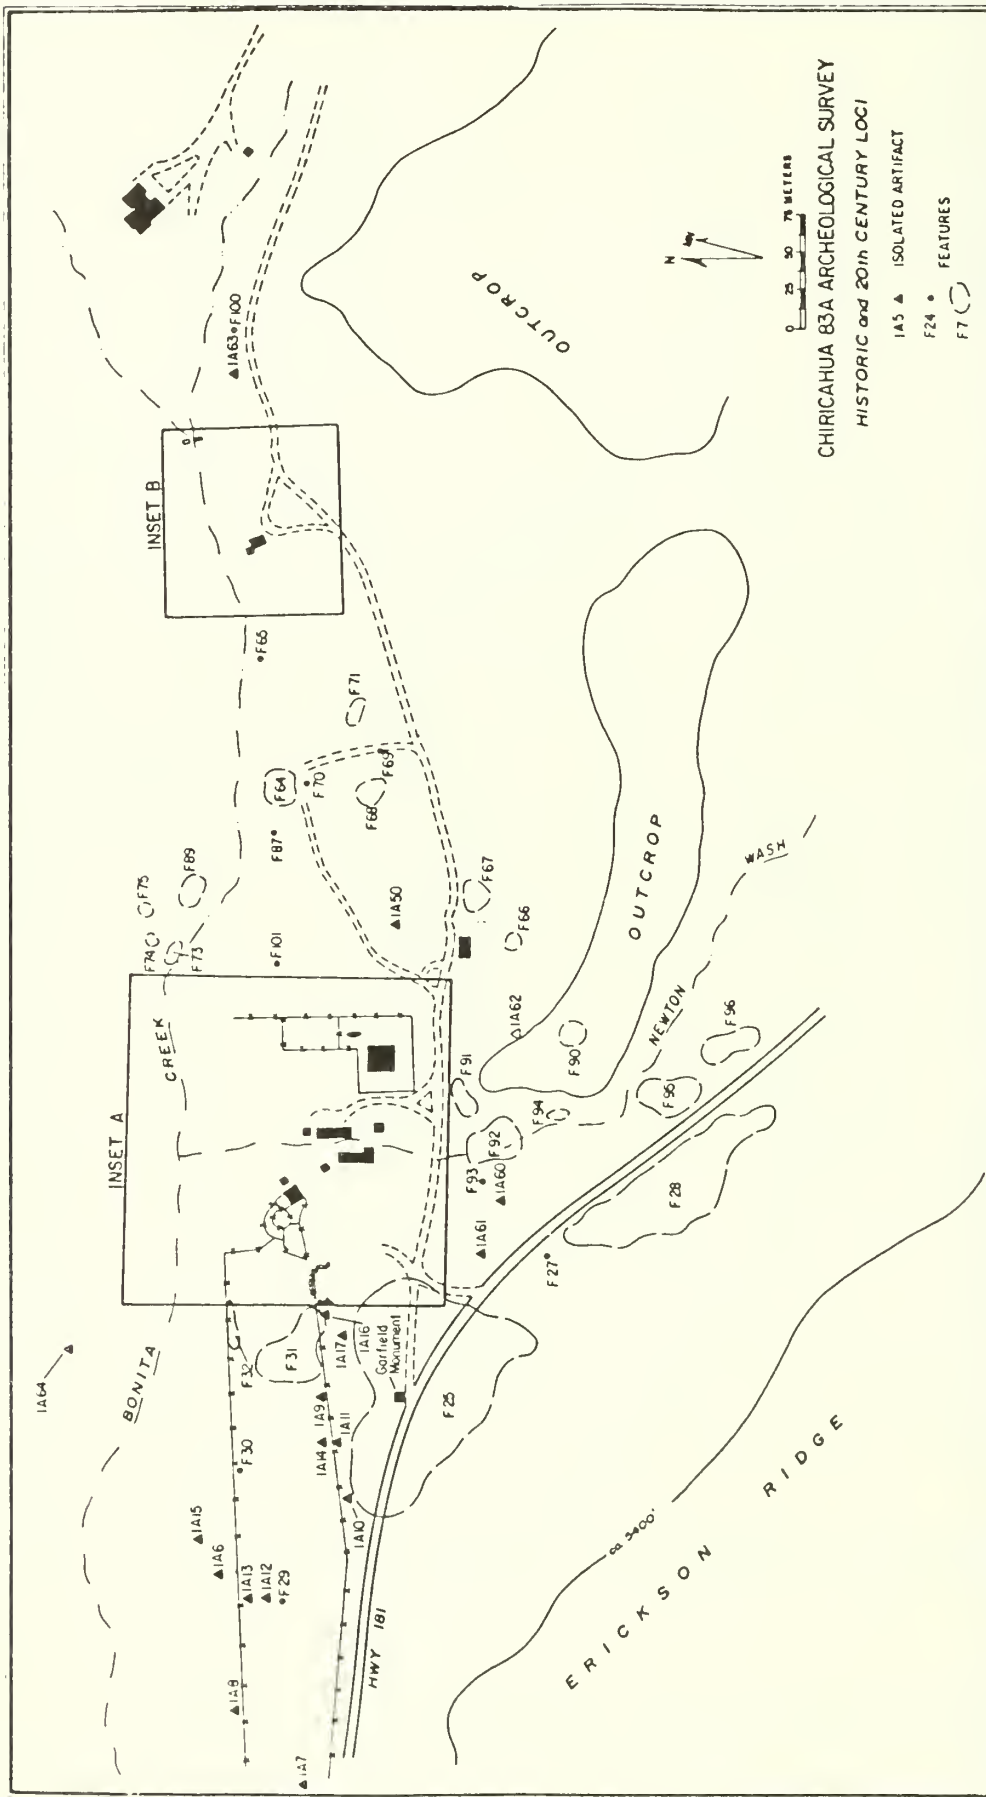 CHIRICAHUA 83A ARCHEOLOGICAL SURVEY
HISTORIC and 20th CENTURY LOCI
IA5 ISOLATED ARTIFACT
F24 FEATURES
F7
0 25 50 75 METERS
N
INSET A
INSET B
BONITA
CREEK
IA64
IA15
IA6
IA13
IA12
F29
IA8
IA7
F30
F32
F31
IA17
IA16
Garfield
Monument
IA9
IA14
IA11
IA10
HWY 181
F25
F27
F28
IA61
F93
IA60
F92
F91
F94
F95
F96
F90
IA62
NEWTON
WASH
OUTCROP
F66
F67
IA50
F101
F74
F75
F73
F89
F87
F64
F70
F68
F69
F71
F65
IA63
F100
OUTCROP
ca 5400'
ERICKSON RIDGE